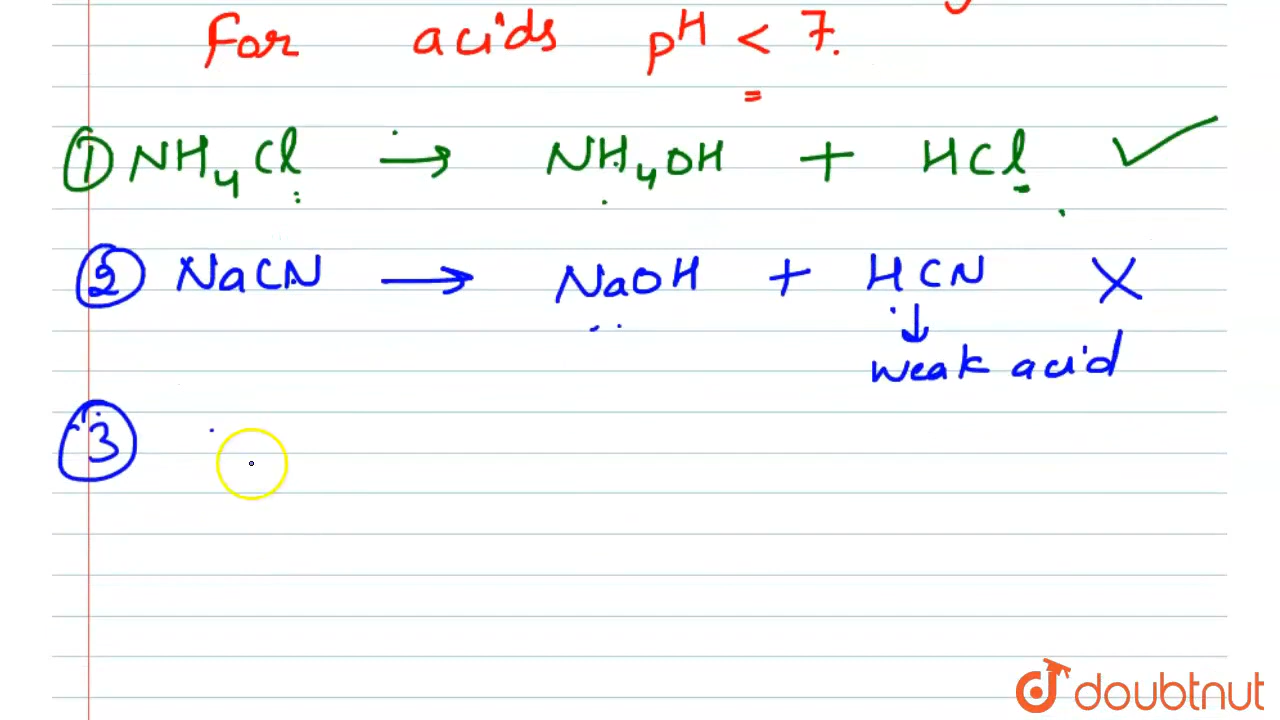 For acids pH < 7.
① NH4Cl → NH4OH + HCl ✓
② NaCN → NaOH + HCN X
↓
weak acid
③
doubtnut